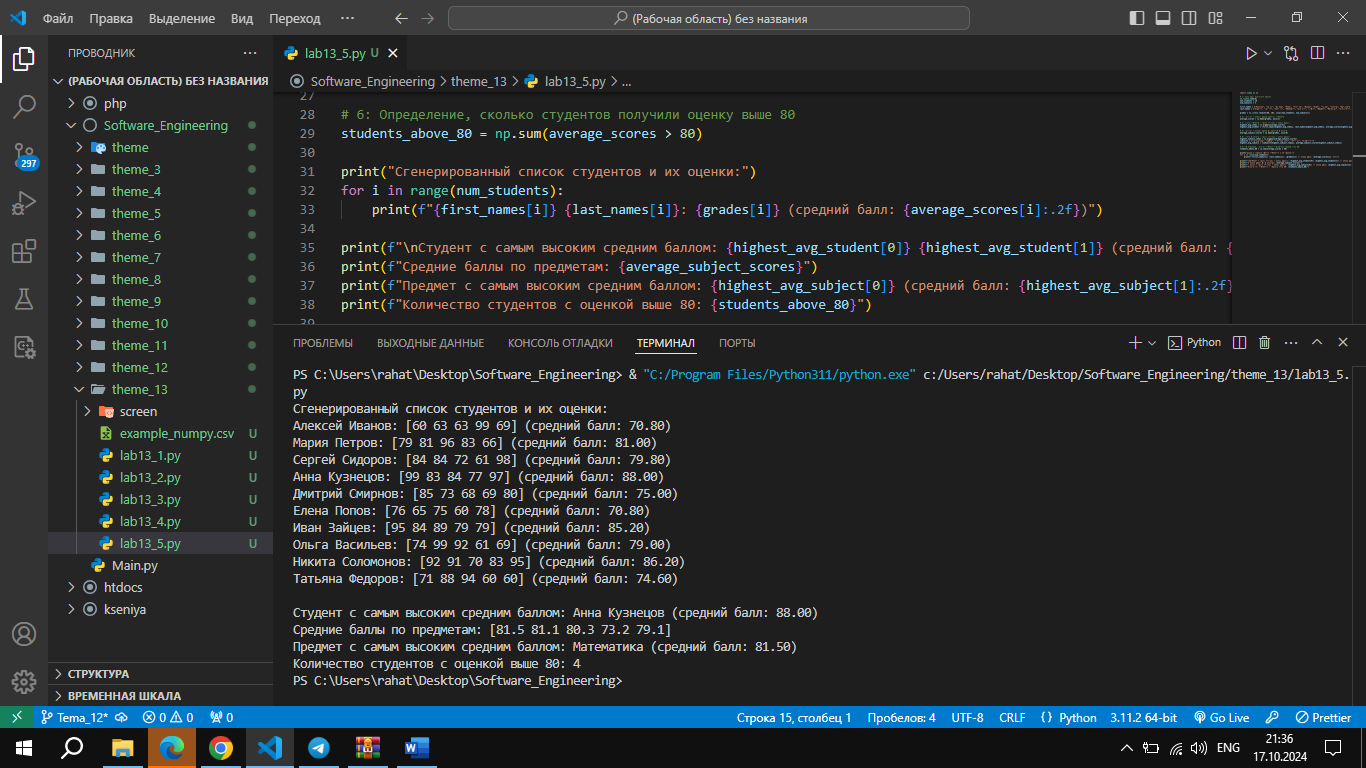 Файл Правка Выделение Вид Переход ··· (Рабочая область) без названия
ПРОВОДНИК
(РАБОЧАЯ ОБЛАСТЬ) БЕЗ НАЗВАНИЯ
php
Software_Engineering
theme
theme_3
theme_4
theme_5
theme_6
theme_7
theme_8
theme_9
theme_10
theme_11
theme_12
theme_13
screen
example_numpy.csv U
lab13_1.py U
lab13_2.py U
lab13_3.py U
lab13_4.py U
lab13_5.py U
Main.py
htdocs
kseniya
СТРУКТУРА
ВРЕМЕННАЯ ШКАЛА
297
lab13_5.py U
Software_Engineering > theme_13 > lab13_5.py > ...
27
28 # 6: Определение, сколько студентов получили оценку выше 80
29 students_above_80 = np.sum(average_scores > 80)
30
31 print("Сгенерированный список студентов и их оценки:")
32 for i in range(num_students):
33 print(f"{first_names[i]} {last_names[i]}: {grades[i]} (средний балл: {average_scores[i]:.2f})")
34
35 print(f"\nСтудент с самым высоким средним баллом: {highest_avg_student[0]} {highest_avg_student[1]} (средний балл: {
36 print(f"Средние баллы по предметам: {average_subject_scores}")
37 print(f"Предмет с самым высоким средним баллом: {highest_avg_subject[0]} (средний балл: {highest_avg_subject[1]:.2f}
38 print(f"Количество студентов с оценкой выше 80: {students_above_80}")
39
ПРОБЛЕМЫ ВЫХОДНЫЕ ДАННЫЕ КОНСОЛЬ ОТЛАДКИ ТЕРМИНАЛ ПОРТЫ Python
PS C:\Users\rahat\Desktop\Software_Engineering> & "C:/Program Files/Python311/python.exe" c:/Users/rahat/Desktop/Software_Engineering/theme_13/lab13_5.
py
Сгенерированный список студентов и их оценки:
Алексей Иванов: [60 63 63 99 69] (средний балл: 70.80)
Мария Петров: [79 81 96 83 66] (средний балл: 81.00)
Сергей Сидоров: [84 84 72 61 98] (средний балл: 79.80)
Анна Кузнецов: [99 83 84 77 97] (средний балл: 88.00)
Дмитрий Смирнов: [85 73 68 69 80] (средний балл: 75.00)
Елена Попов: [76 65 75 60 78] (средний балл: 70.80)
Иван Зайцев: [95 84 89 79 79] (средний балл: 85.20)
Ольга Васильев: [74 99 92 61 69] (средний балл: 79.00)
Никита Соломонов: [92 91 70 83 95] (средний балл: 86.20)
Татьяна Федоров: [71 88 94 60 60] (средний балл: 74.60)
Студент с самым высоким средним баллом: Анна Кузнецов (средний балл: 88.00)
Средние баллы по предметам: [81.5 81.1 80.3 73.2 79.1]
Предмет с самым высоким средним баллом: Математика (средний балл: 81.50)
Количество студентов с оценкой выше 80: 4
PS C:\Users\rahat\Desktop\Software_Engineering>
Tema_12* 0 0 0 Строка 15, столбец 1 Пробелов: 4 UTF-8 CRLF Python 3.11.2 64-bit Go Live Prettier
ENG 21:36
17.10.2024